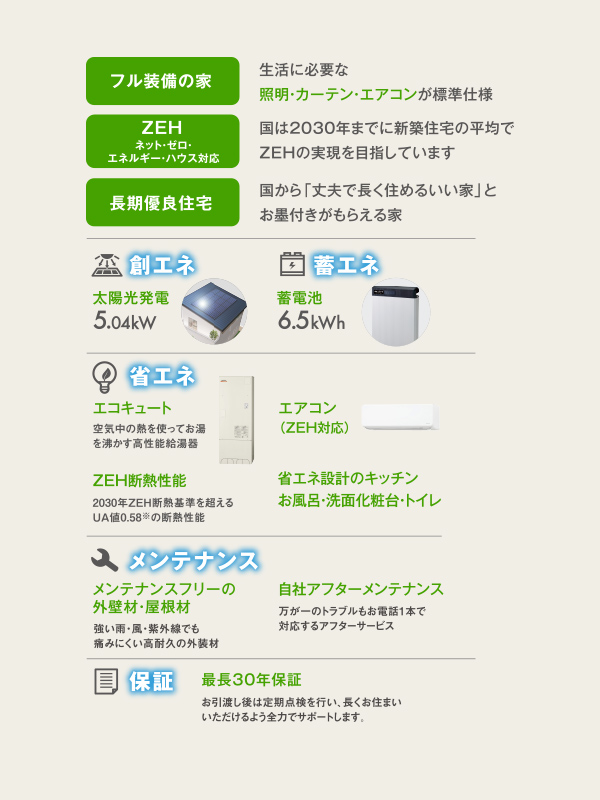 フル装備の家
生活に必要な
照明・カーテン・エアコンが標準仕様
ZEH
ネット・ゼロ・
エネルギー・ハウス対応
国は2030年までに新築住宅の平均で
ZEHの実現を目指しています
長期優良住宅
国から「丈夫で長く住めるいい家」と
お墨付きがもらえる家
創エネ
太陽光発電
5.04kW
蓄エネ
蓄電池
6.5kWh
省エネ
エコキュート
空気中の熱を使ってお湯
を沸かす高性能給湯器
エアコン
（ZEH対応）
ZEH断熱性能
2030年ZEH断熱基準を超える
UA値0.58※の断熱性能
省エネ設計のキッチン
お風呂・洗面化粧台・トイレ
メンテナンス
メンテナンスフリーの
外壁材・屋根材
強い雨・風・紫外線でも
痛みにくい高耐久の外装材
自社アフターメンテナンス
万が一のトラブルもお電話1本で
対応するアフターサービス
保証
最長30年保証
お引渡し後は定期点検を行い、長くお住まい
いただけるよう全力でサポートします。